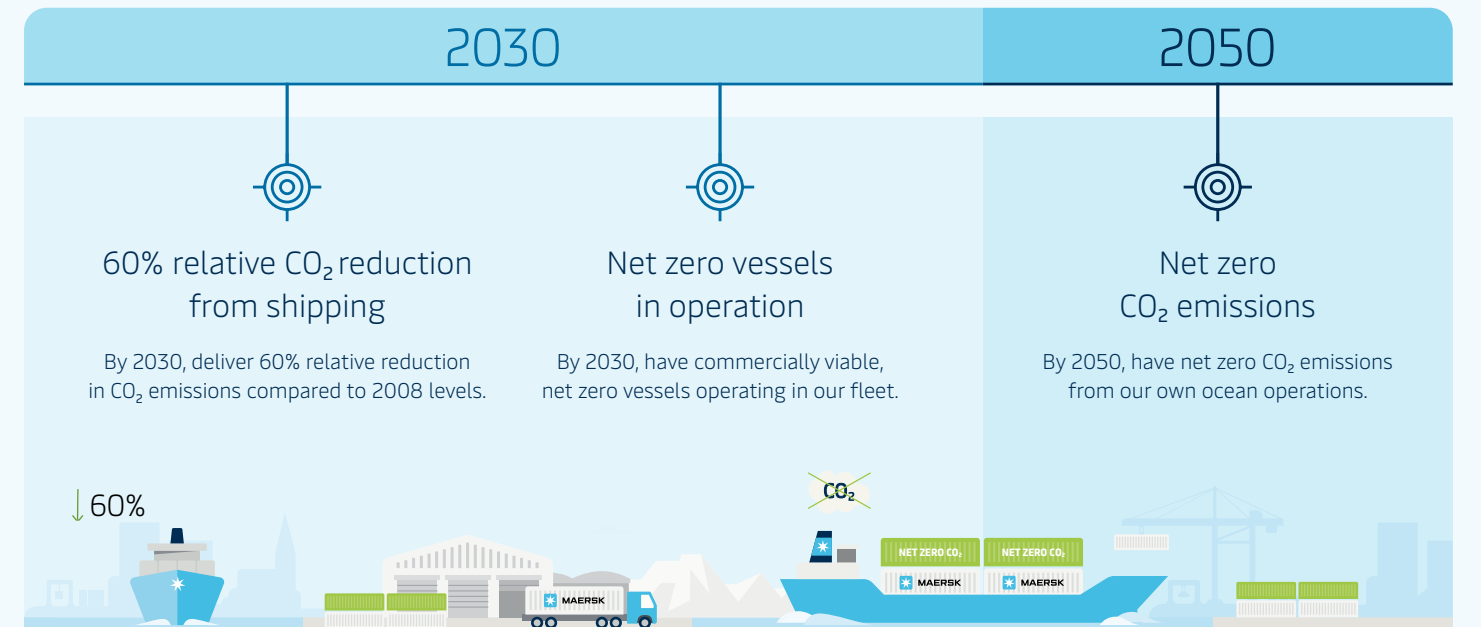 2030
2050
60% relative CO₂ reduction
from shipping
By 2030, deliver 60% relative reduction
in CO₂ emissions compared to 2008 levels.
Net zero vessels
in operation
By 2030, have commercially viable,
net zero vessels operating in our fleet.
Net zero
CO₂ emissions
By 2050, have net zero CO₂ emissions
from our own ocean operations.
↓ 60%
CO₂
NET ZERO CO₂
NET ZERO CO₂
MAERSK
MAERSK
MAERSK